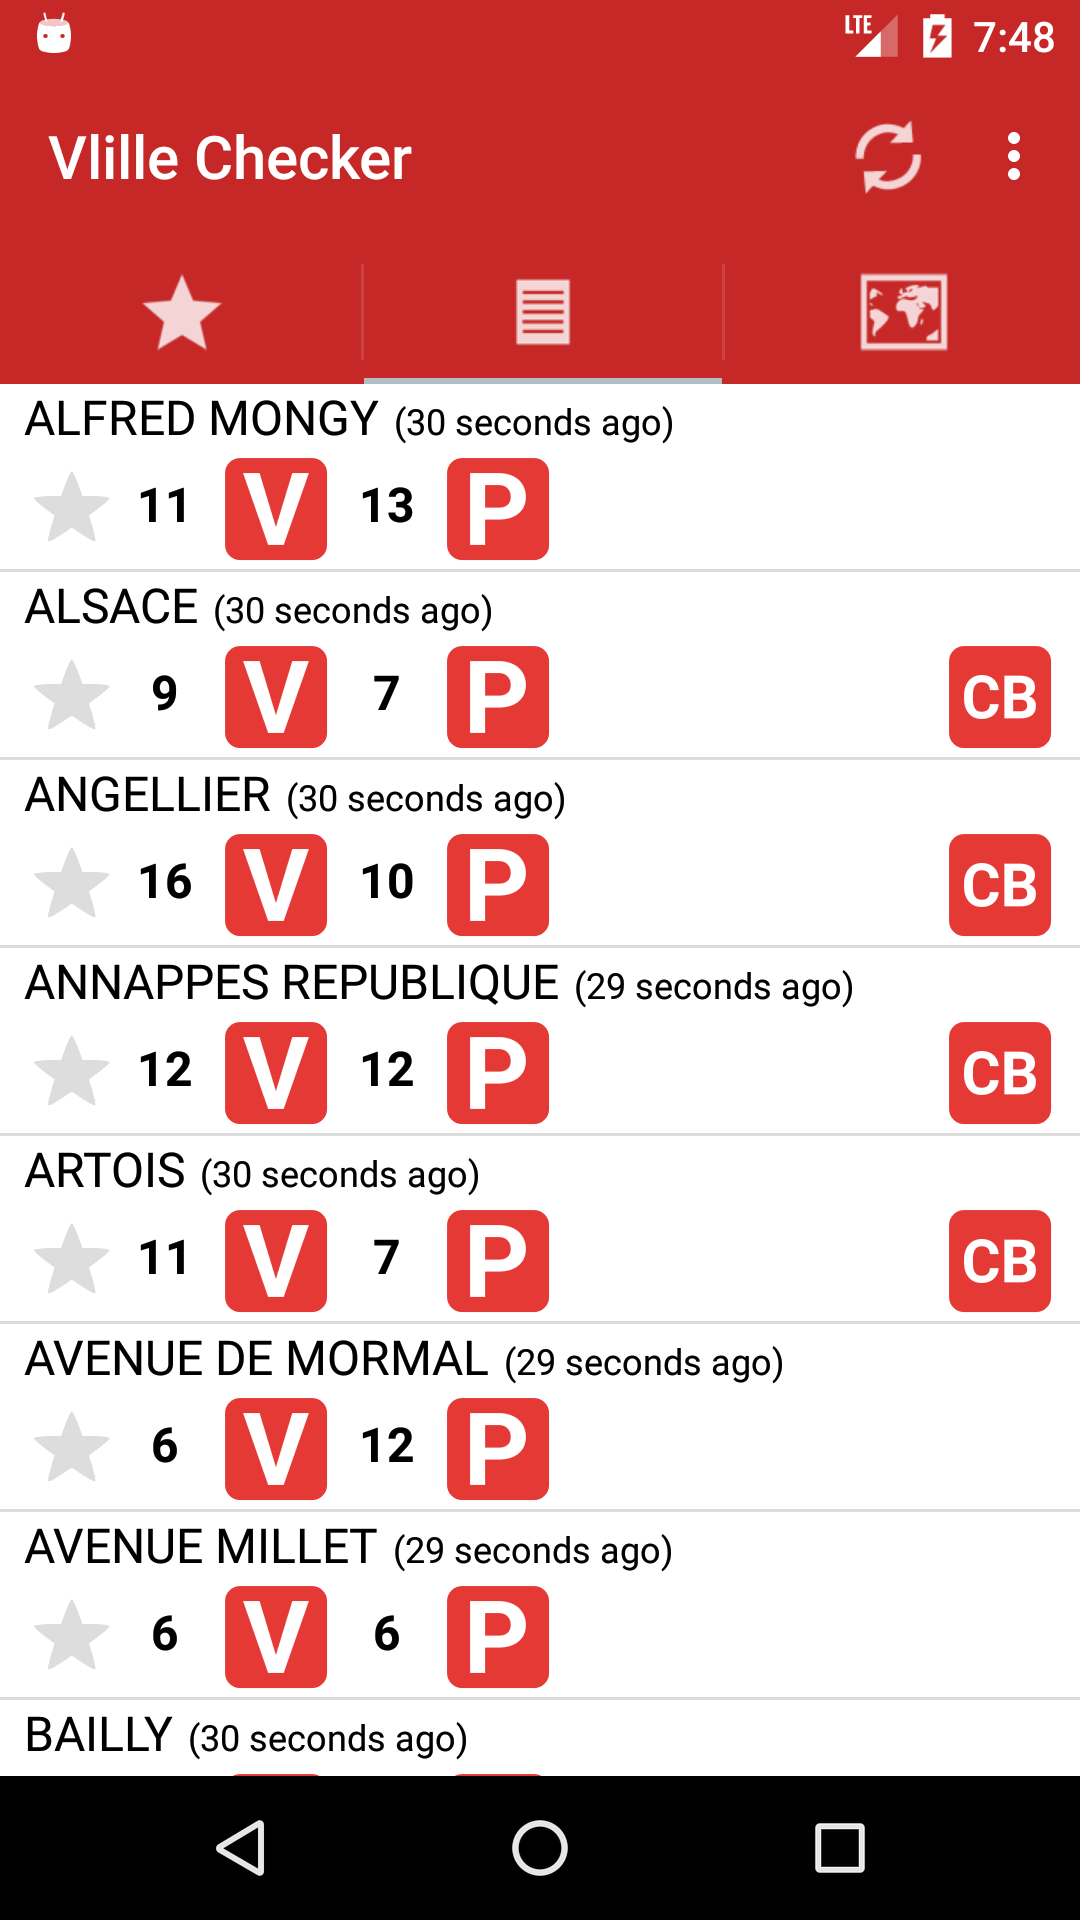 LTE 7:48
Vlille Checker
ALFRED MONGY (30 seconds ago)
11 V 13 P
ALSACE (30 seconds ago)
9 V 7 P CB
ANGELLIER (30 seconds ago)
16 V 10 P CB
ANNAPPES REPUBLIQUE (29 seconds ago)
12 V 12 P CB
ARTOIS (30 seconds ago)
11 V 7 P CB
AVENUE DE MORMAL (29 seconds ago)
6 V 12 P
AVENUE MILLET (29 seconds ago)
6 V 6 P
BAILLY (30 seconds ago)